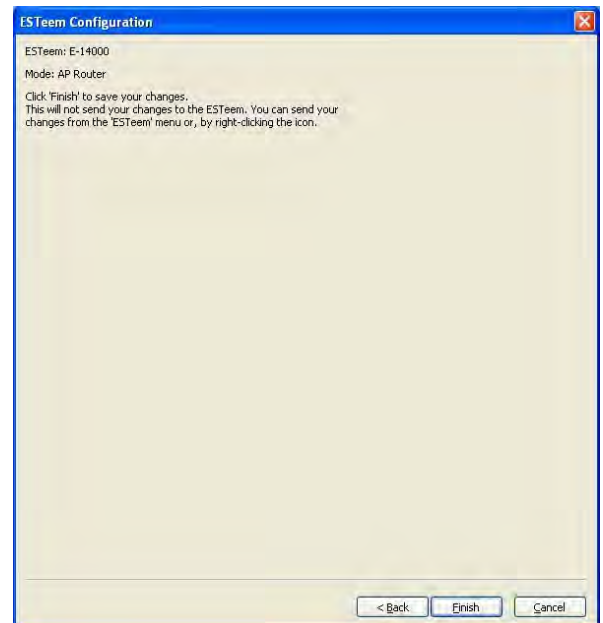 ESTeem Configuration
ESTeem: E-14000
Mode: AP Router
Click 'Finish' to save your changes.
This will not send your changes to the ESTeem. You can send your
changes from the 'ESTeem' menu or, by right-clicking the icon.
< Back
Finish
Cancel